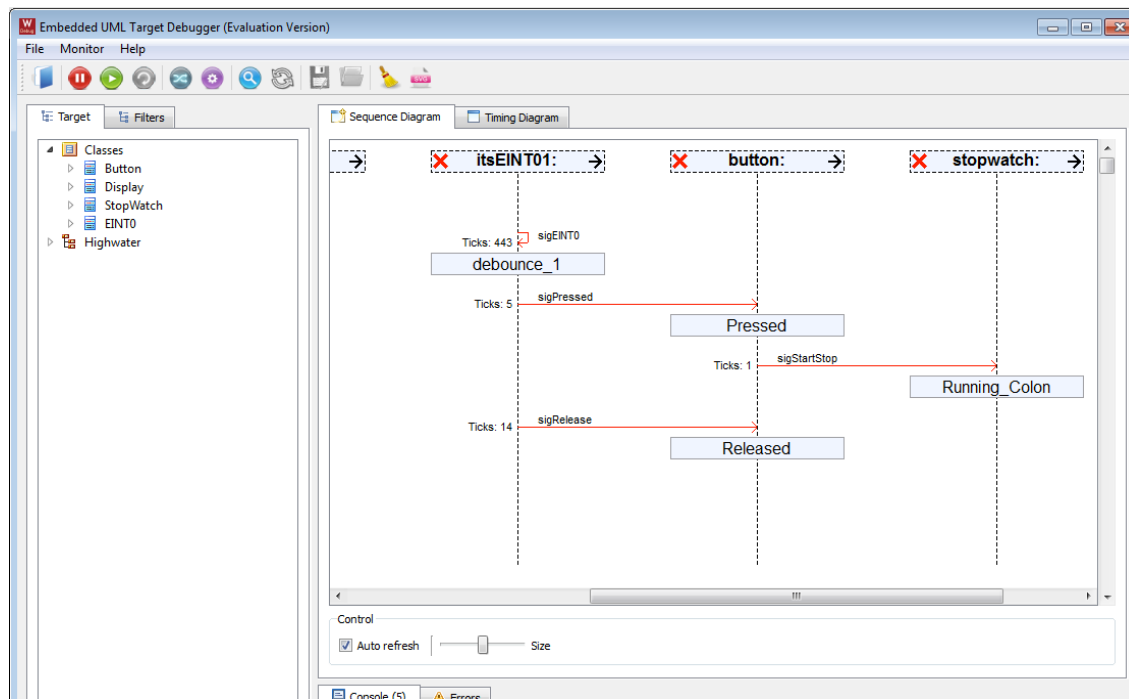 Embedded UML Target Debugger (Evaluation Version)
File Monitor Help
Target Filters
Classes
Button
Display
StopWatch
EINT0
Highwater
Sequence Diagram Timing Diagram
itsEINT01: button: stopwatch:
Ticks: 443 sigEINT0
debounce_1
Ticks: 5 sigPressed
Pressed
Ticks: 1 sigStartStop
Running_Colon
Ticks: 14 sigRelease
Released
Control
Auto refresh Size
Console (5) Errors